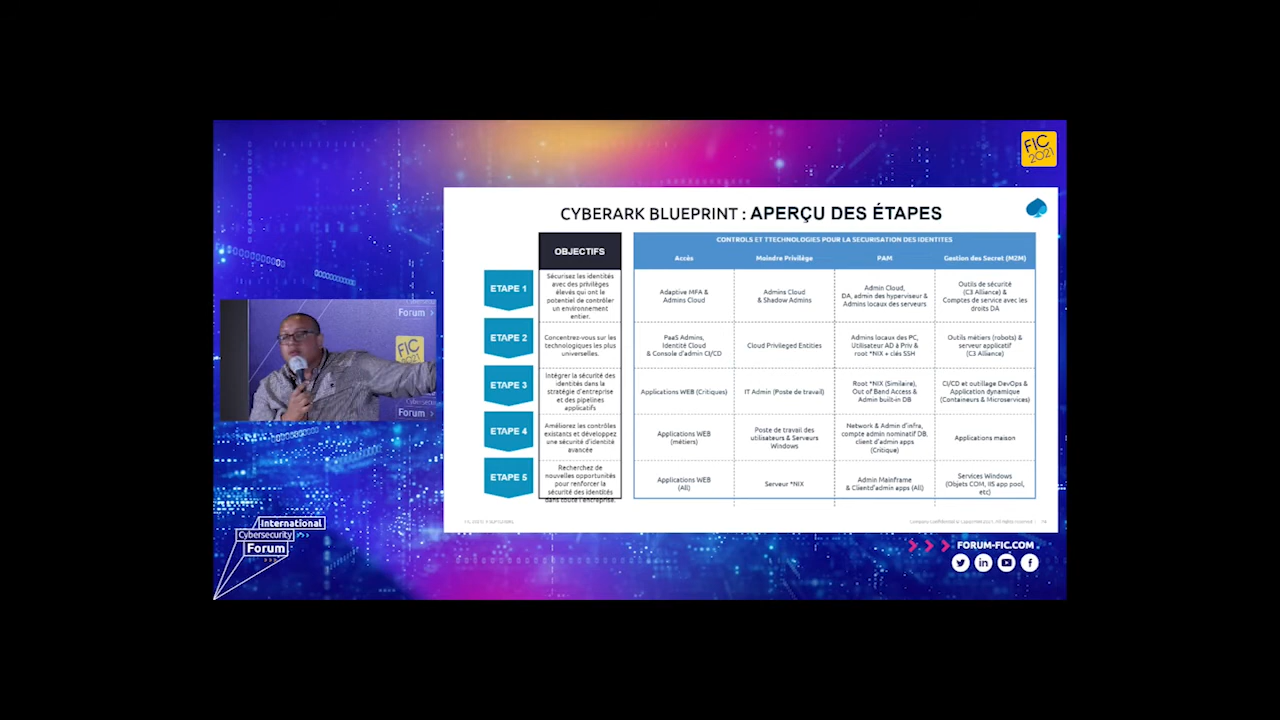 FIC
2021
CYBERARK BLUEPRINT : APERÇU DES ÉTAPES
OBJECTIFS
CONTROLS ET TTECHNOLOGIES POUR LA SECURISATION DES IDENTITES
Accès
Moindre Privilège
PAM
Gestion des Secret (M2M)
ETAPE 1
Sécurisez les identités
avec des privilèges
élevés qui ont le
potentiel de contrôler
un environnement
entier.
Adaptive MFA &
Admins Cloud
Admins Cloud
& Shadow Admins
Admin Cloud,
DA, admin des hyperviseur &
Admins locaux des serveurs
Outils de sécurité
(C3 Alliance) &
Comptes de service avec les
droits DA
ETAPE 2
Concentrez-vous sur les
technologiques les plus
universelles.
PaaS Admins,
Identité Cloud
& Console d'admin CI/CD
Cloud Privileged Entities
Admins locaux des PC,
Utilisateur AD à Priv &
root *NIX + clés SSH
Outils métiers (robots) &
serveur applicatif
(C3 Alliance)
ETAPE 3
Intégrer la sécurité des
identités dans la
stratégie d'entreprise
et des pipelines
applicatifs
Applications WEB (Critiques)
IT Admin (Poste de travail)
Root *NIX (Similaire),
Out of Band Access &
Admin built-in DB
CI/CD et outillage DevOps &
Application dynamique
(Containeurs & Microservices)
ETAPE 4
Améliorez les contrôles
existants et développez
une sécurité d'identité
avancée
Applications WEB
(métiers)
Poste de travail des
utilisateurs & Serveurs
Windows
Network & Admin d'infra,
compte admin nominatif DB,
client d'admin apps
(Critique)
Applications maison
ETAPE 5
Recherchez de
nouvelles opportunités
pour renforcer la
sécurité des identités
dans toute l'entreprise.
Applications WEB
(All)
Serveur *NIX
Admin Mainframe
& Clientd'admin apps (All)
Services Windows
(Objets COM, IIS app pool,
etc)
Forum
FIC
Cybersecu
Forum
International
Cybersecurity
Forum
FORUM-FIC.COM